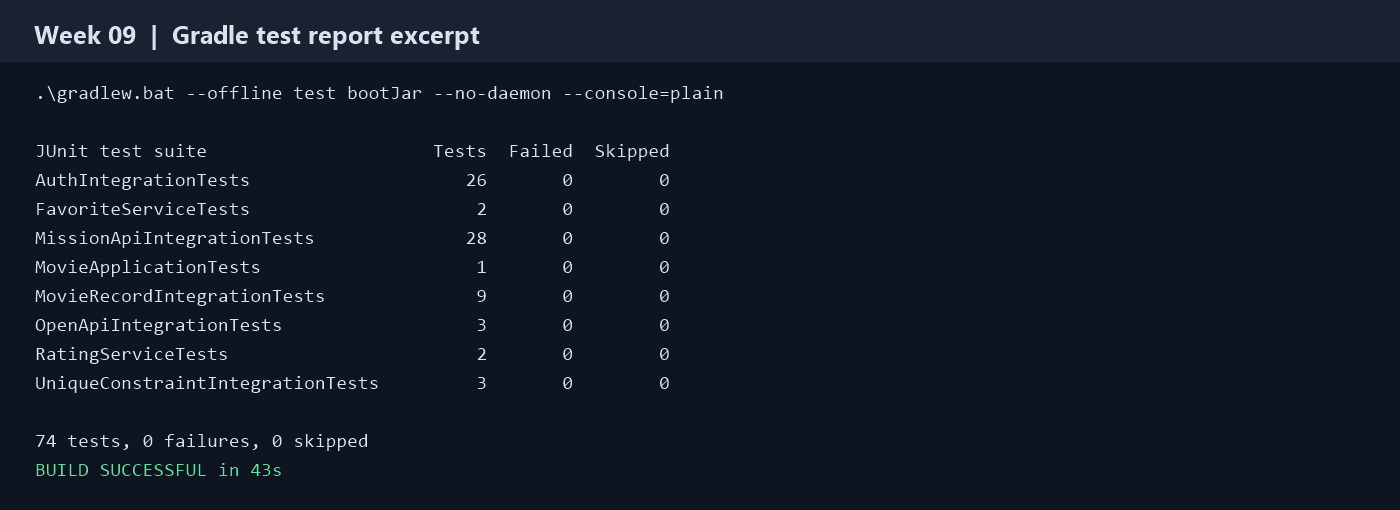 Week 09 | Gradle test report excerpt
.\gradlew.bat --offline test bootJar --no-daemon --console=plain
JUnit test suite Tests Failed Skipped
AuthIntegrationTests 26 0 0
FavoriteServiceTests 2 0 0
MissionApiIntegrationTests 28 0 0
MovieApplicationTests 1 0 0
MovieRecordIntegrationTests 9 0 0
OpenApiIntegrationTests 3 0 0
RatingServiceTests 2 0 0
UniqueConstraintIntegrationTests 3 0 0
74 tests, 0 failures, 0 skipped
BUILD SUCCESSFUL in 43s